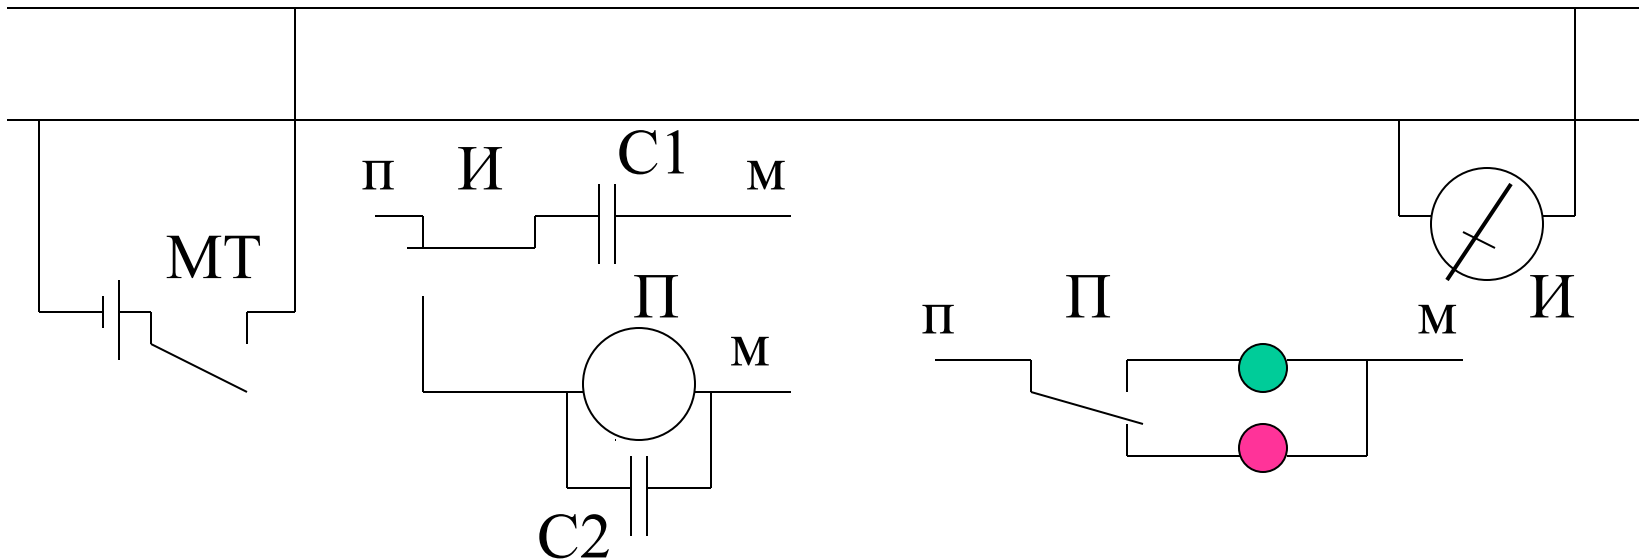 п И С1 м
МТ
П
м
С2
п П м
И